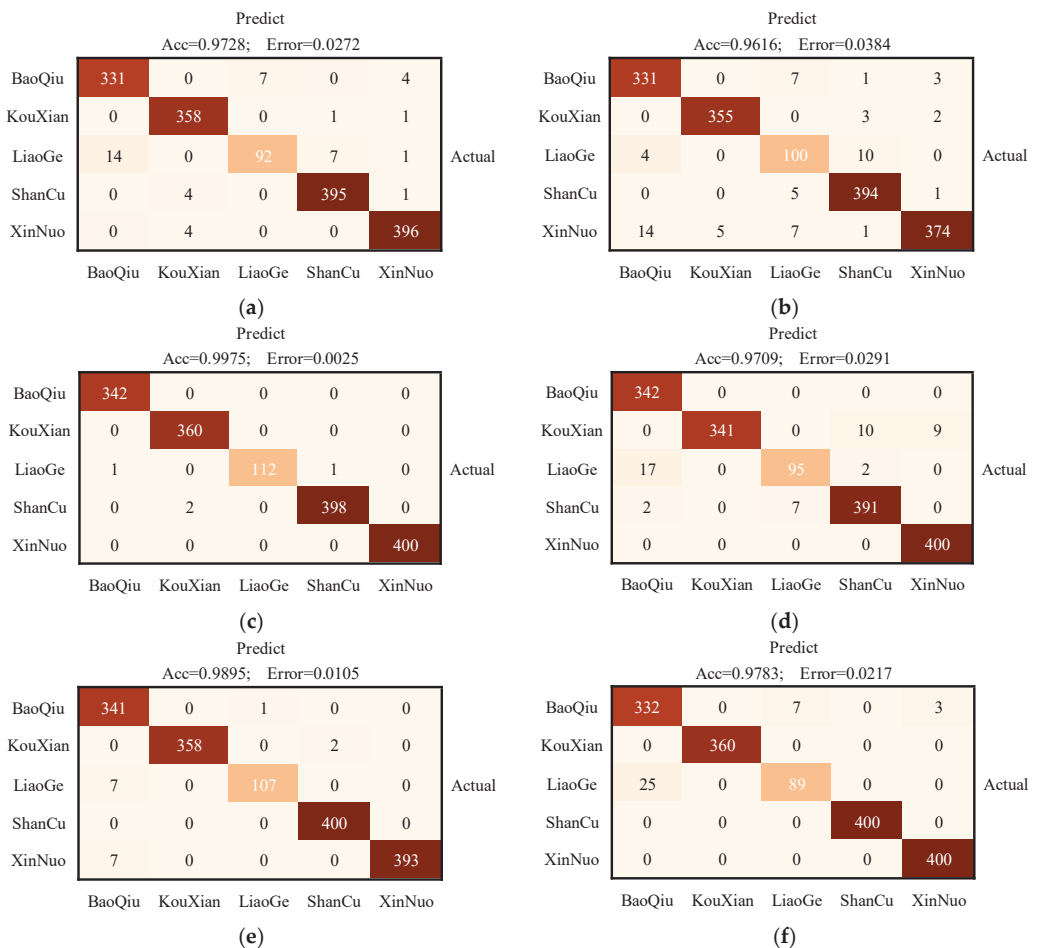 Predict
Acc=0.9728; Error=0.0272
BaoQiu 331 0 7 0 4
KouXian 0 358 0 1 1
LiaoGe 14 0 92 7 1 Actual
ShanCu 0 4 0 395 1
XinNuo 0 4 0 0 396
BaoQiu KouXian LiaoGe ShanCu XinNuo
(a)
Predict
Acc=0.9616; Error=0.0384
BaoQiu 331 0 7 1 3
KouXian 0 355 0 3 2
LiaoGe 4 0 100 10 0 Actual
ShanCu 0 0 5 394 1
XinNuo 14 5 7 1 374
BaoQiu KouXian LiaoGe ShanCu XinNuo
(b)
Predict
Acc=0.9975; Error=0.0025
BaoQiu 342 0 0 0 0
KouXian 0 360 0 0 0
LiaoGe 1 0 112 1 0 Actual
ShanCu 0 2 0 398 0
XinNuo 0 0 0 0 400
BaoQiu KouXian LiaoGe ShanCu XinNuo
(c)
Predict
Acc=0.9709; Error=0.0291
BaoQiu 342 0 0 0 0
KouXian 0 341 0 10 9
LiaoGe 17 0 95 2 0 Actual
ShanCu 2 0 7 391 0
XinNuo 0 0 0 0 400
BaoQiu KouXian LiaoGe ShanCu XinNuo
(d)
Predict
Acc=0.9895; Error=0.0105
BaoQiu 341 0 1 0 0
KouXian 0 358 0 2 0
LiaoGe 7 0 107 0 0 Actual
ShanCu 0 0 0 400 0
XinNuo 7 0 0 0 393
BaoQiu KouXian LiaoGe ShanCu XinNuo
(e)
Predict
Acc=0.9783; Error=0.0217
BaoQiu 332 0 7 0 3
KouXian 0 360 0 0 0
LiaoGe 25 0 89 0 0 Actual
ShanCu 0 0 0 400 0
XinNuo 0 0 0 0 400
BaoQiu KouXian LiaoGe ShanCu XinNuo
(f)